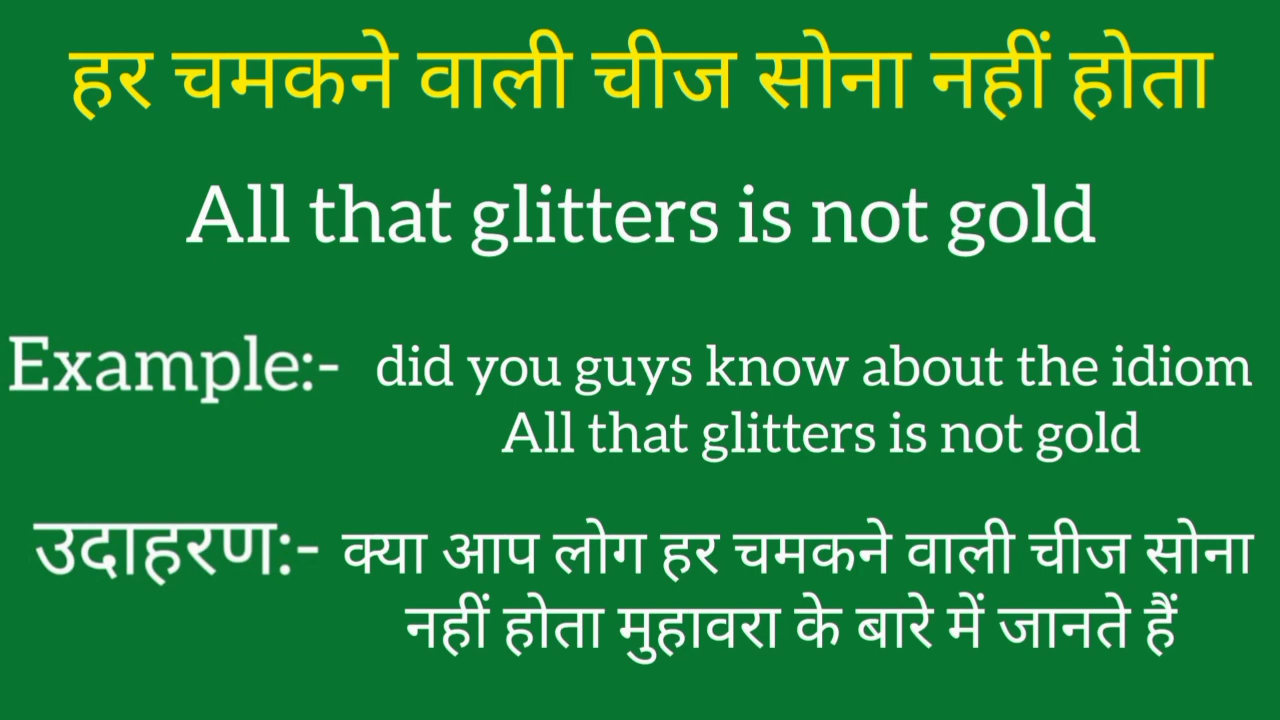 हर चमकने वाली चीज सोना नहीं होता
All that glitters is not gold
Example:- did you guys know about the idiom
All that glitters is not gold
उदाहरण:- क्या आप लोग हर चमकने वाली चीज सोना
नहीं होता मुहावरा के बारे में जानते हैं